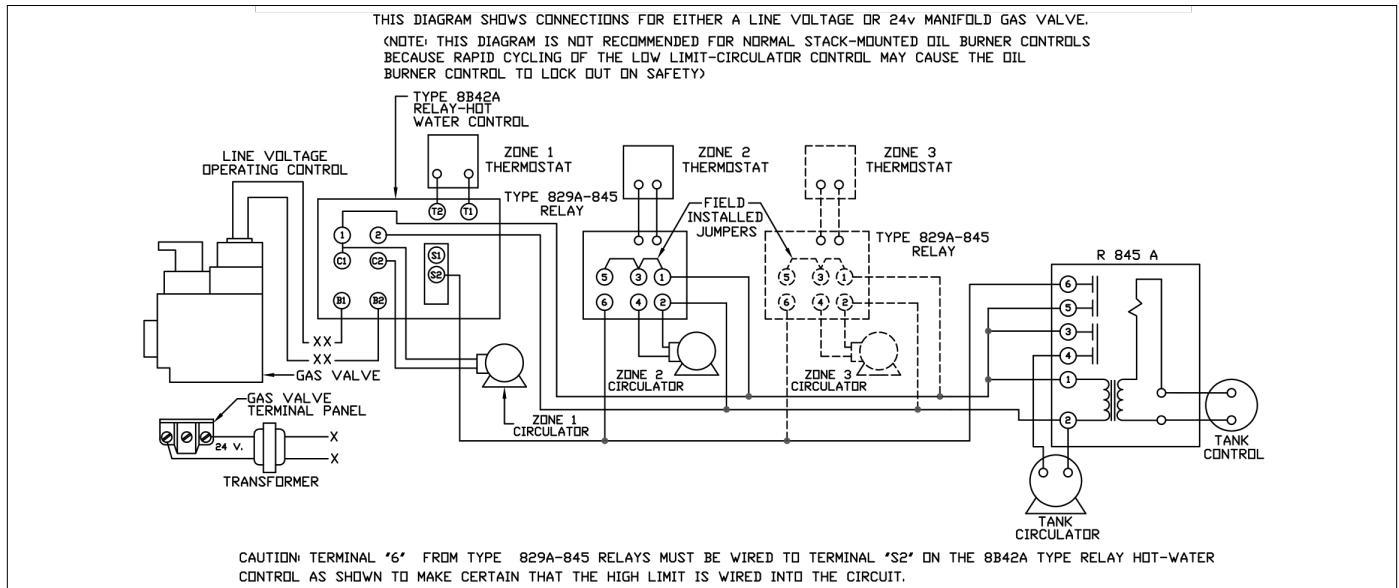 THIS DIAGRAM SHOWS CONNECTIONS FOR EITHER A LINE VOLTAGE OR 24v MANIFOLD GAS VALVE.
(NOTE: THIS DIAGRAM IS NOT RECOMMENDED FOR NORMAL STACK-MOUNTED OIL BURNER CONTROLS
BECAUSE RAPID CYCLING OF THE LOW LIMIT-CIRCULATOR CONTROL MAY CAUSE THE OIL
BURNER CONTROL TO LOCK OUT ON SAFETY)
TYPE 8B42A
RELAY-HOT
WATER CONTROL
LINE VOLTAGE
OPERATING CONTROL
ZONE 1
THERMOSTAT
ZONE 2
THERMOSTAT
ZONE 3
THERMOSTAT
T2 T1
TYPE 829A-845
RELAY
FIELD
INSTALLED
JUMPERS
TYPE 829A-845
RELAY
R 845 A
1 2
C1 C2
S1
S2
B1 B2
5 3 1
6 4 2
5 3 1
6 4 2
6
5
3
4
1
2
XX
XX
GAS VALVE
ZONE 1
CIRCULATOR
ZONE 2
CIRCULATOR
ZONE 3
CIRCULATOR
GAS VALVE
TERMINAL PANEL
24 V.
X
X
TRANSFORMER
TANK
CONTROL
TANK
CIRCULATOR
CAUTION: TERMINAL "6" FROM TYPE 829A-845 RELAYS MUST BE WIRED TO TERMINAL "S2" ON THE 8B42A TYPE RELAY HOT-WATER
CONTROL AS SHOWN TO MAKE CERTAIN THAT THE HIGH LIMIT IS WIRED INTO THE CIRCUIT.